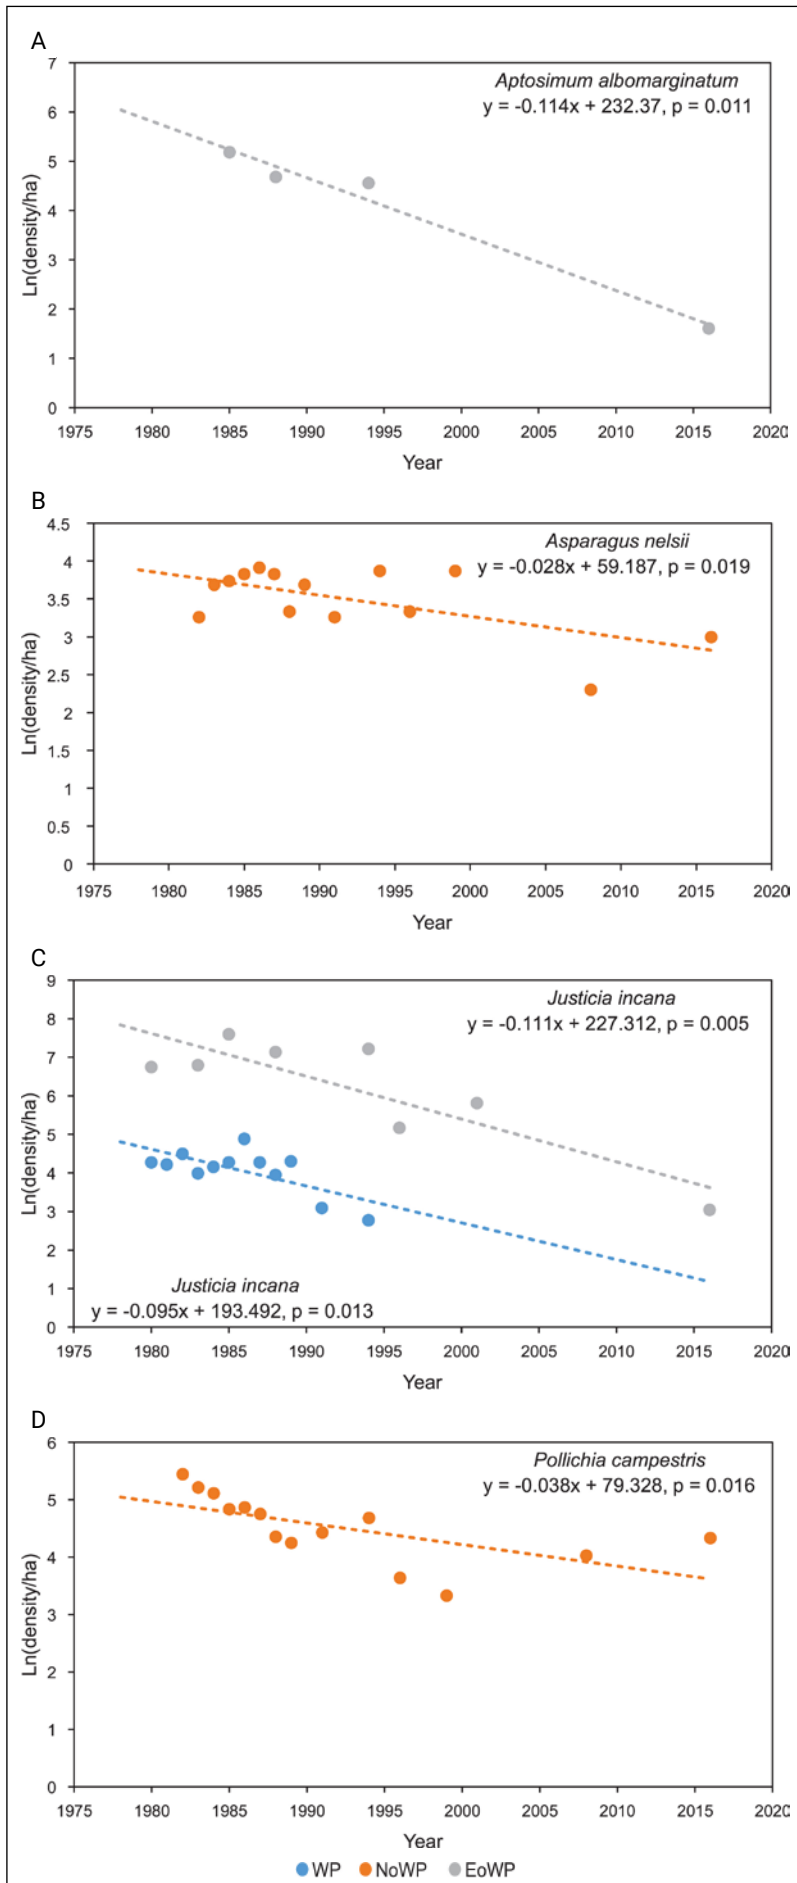 A
Aptosimum albomarginatum
y = -0.114x + 232.37, p = 0.011
7
6
5
4
3
2
1
0
Ln(density/ha)
1975 1980 1985 1990 1995 2000 2005 2010 2015 2020
Year
B
Asparagus nelsii
y = -0.028x + 59.187, p = 0.019
4.5
4
3.5
3
2.5
2
1.5
1
0.5
0
Ln(density/ha)
1975 1980 1985 1990 1995 2000 2005 2010 2015 2020
Year
C
Justicia incana
y = -0.111x + 227.312, p = 0.005
9
8
7
6
5
4
3
2
1
0
Ln(density/ha)
Justicia incana
y = -0.095x + 193.492, p = 0.013
1975 1980 1985 1990 1995 2000 2005 2010 2015 2020
Year
D
Pollichia campestris
y = -0.038x + 79.328, p = 0.016
6
5
4
3
2
1
0
Ln(density/ha)
1975 1980 1985 1990 1995 2000 2005 2010 2015 2020
Year
WP NoWP EoWP